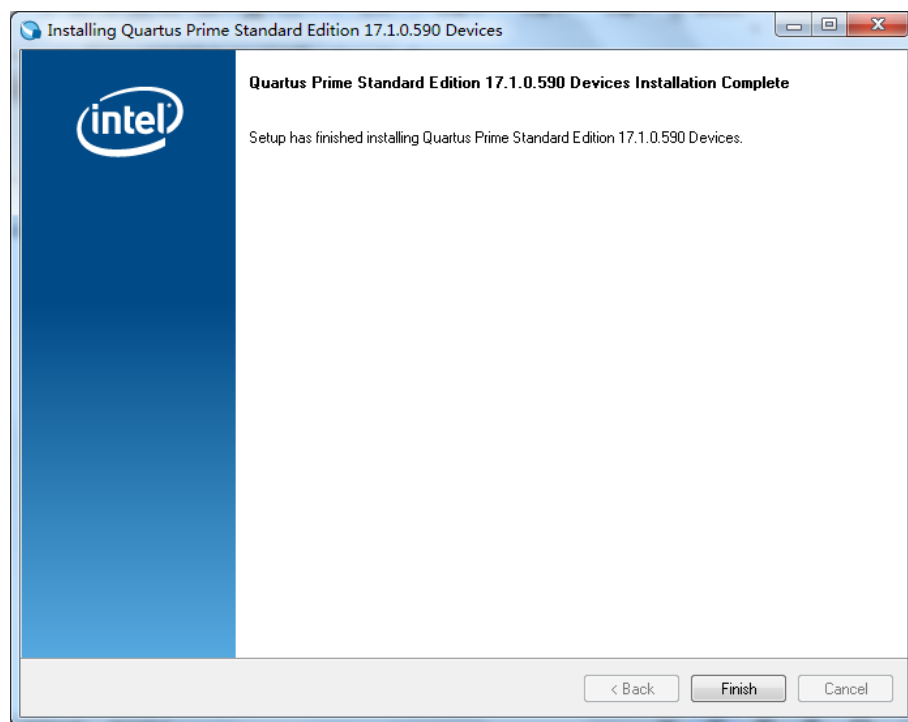 Installing Quartus Prime Standard Edition 17.1.0.590 Devices
intel
Quartus Prime Standard Edition 17.1.0.590 Devices Installation Complete
Setup has finished installing Quartus Prime Standard Edition 17.1.0.590 Devices.
< Back Finish Cancel